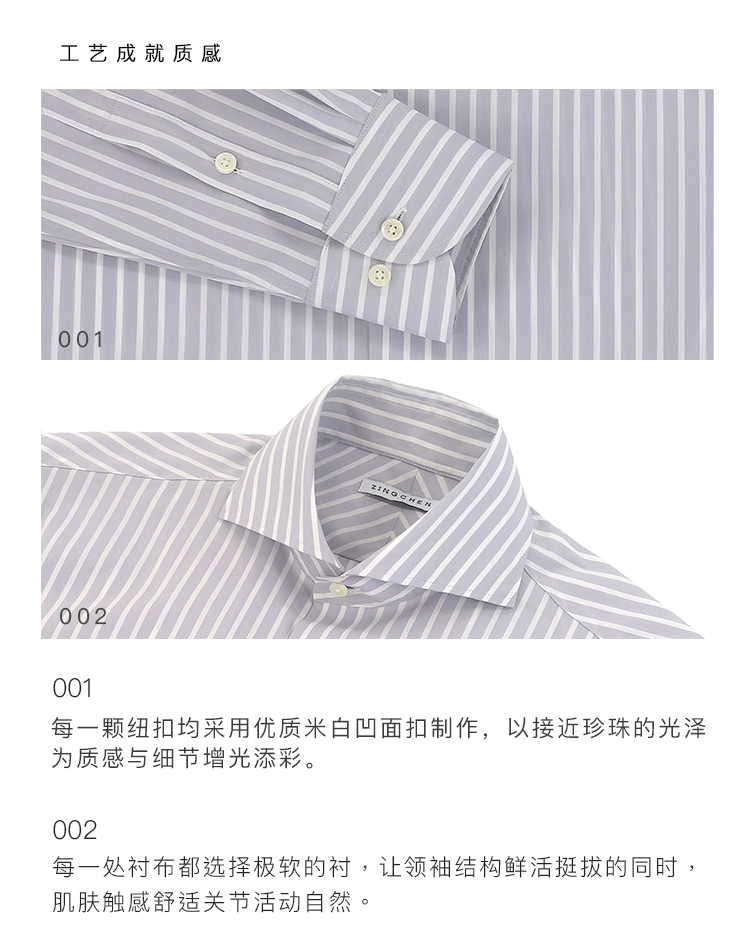 工艺成就质感
001
ZINGCHEN
002
001
每一颗纽扣均采用优质米白凹面扣制作，以接近珍珠的光泽
为质感与细节增光添彩。
002
每一处衬布都选择极软的衬，让领袖结构鲜活挺拔的同时，
肌肤触感舒适关节活动自然。